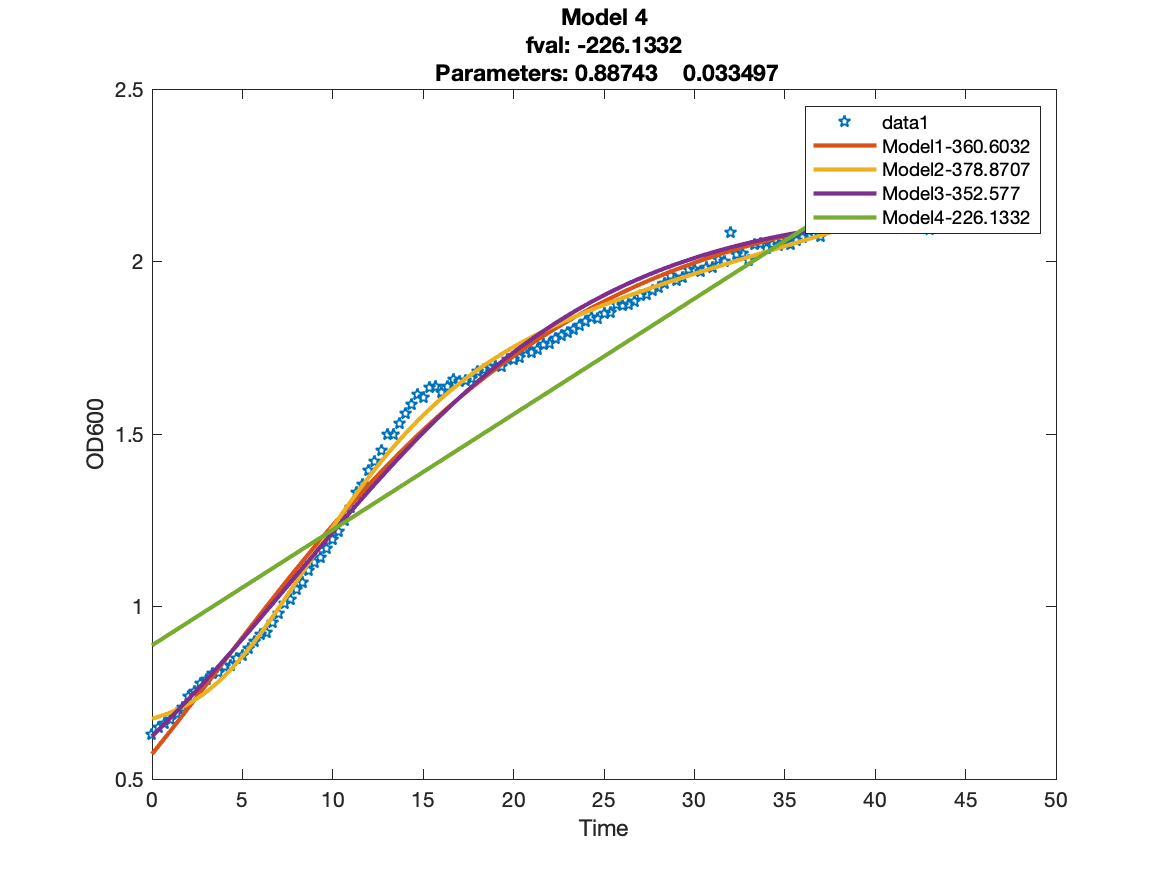 Model 4
fval: -226.1332
Parameters: 0.88743 0.033497
2.5
2
1.5
1
0.5
OD600
data1
Model1-360.6032
Model2-378.8707
Model3-352.577
Model4-226.1332
0 5 10 15 20 25 30 35 40 45 50
Time